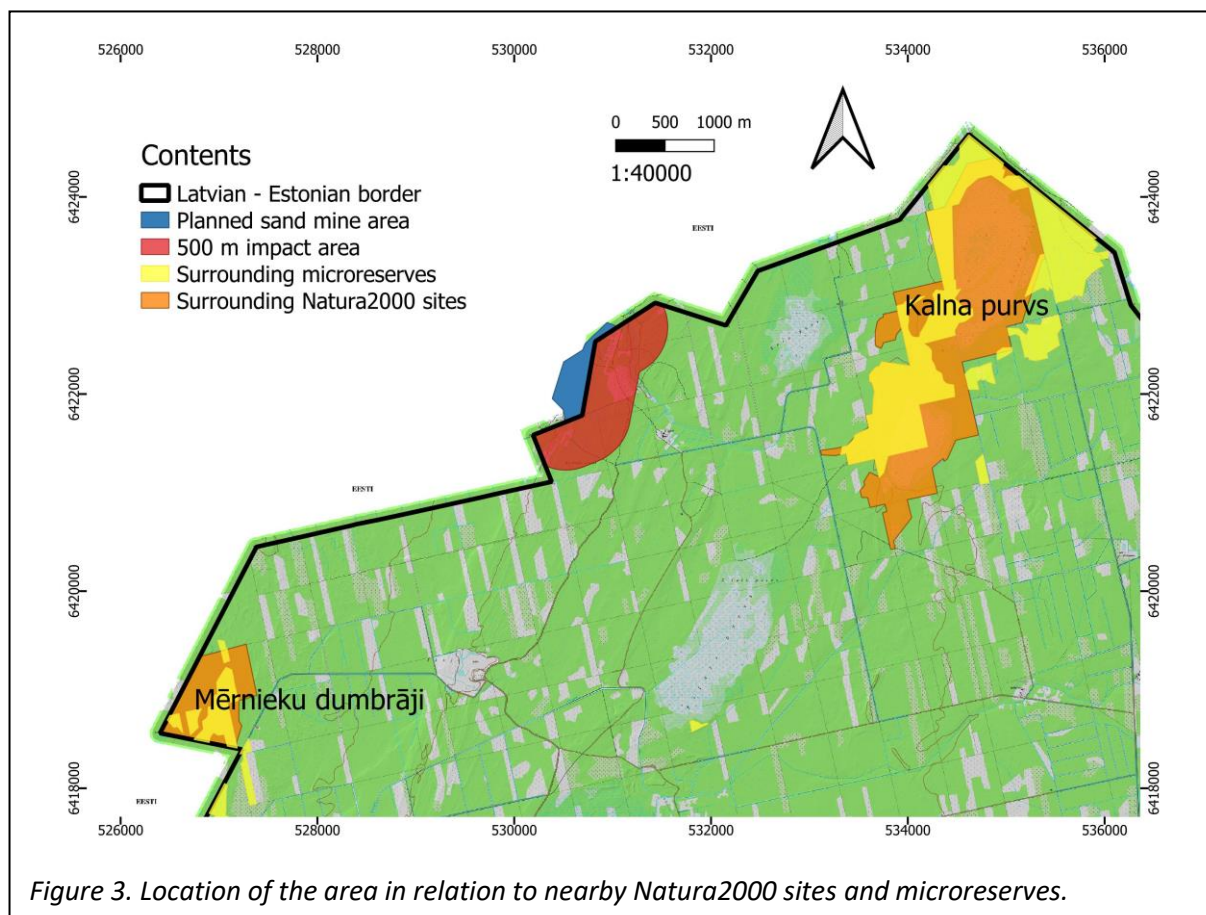 526000 528000 530000 532000 534000 536000
0 500 1000 m
1:40000
Contents
Latvian - Estonian border
Planned sand mine area
500 m impact area
Surrounding microreserves
Surrounding Natura2000 sites
6424000
6424000
EESTI
Kalna purvs
6422000
6422000
EESTI
6420000
6420000
Mērnieku dumbrāji
6418000
6418000
EESTI
526000 528000 530000 532000 534000 536000
Figure 3. Location of the area in relation to nearby Natura2000 sites and microreserves.